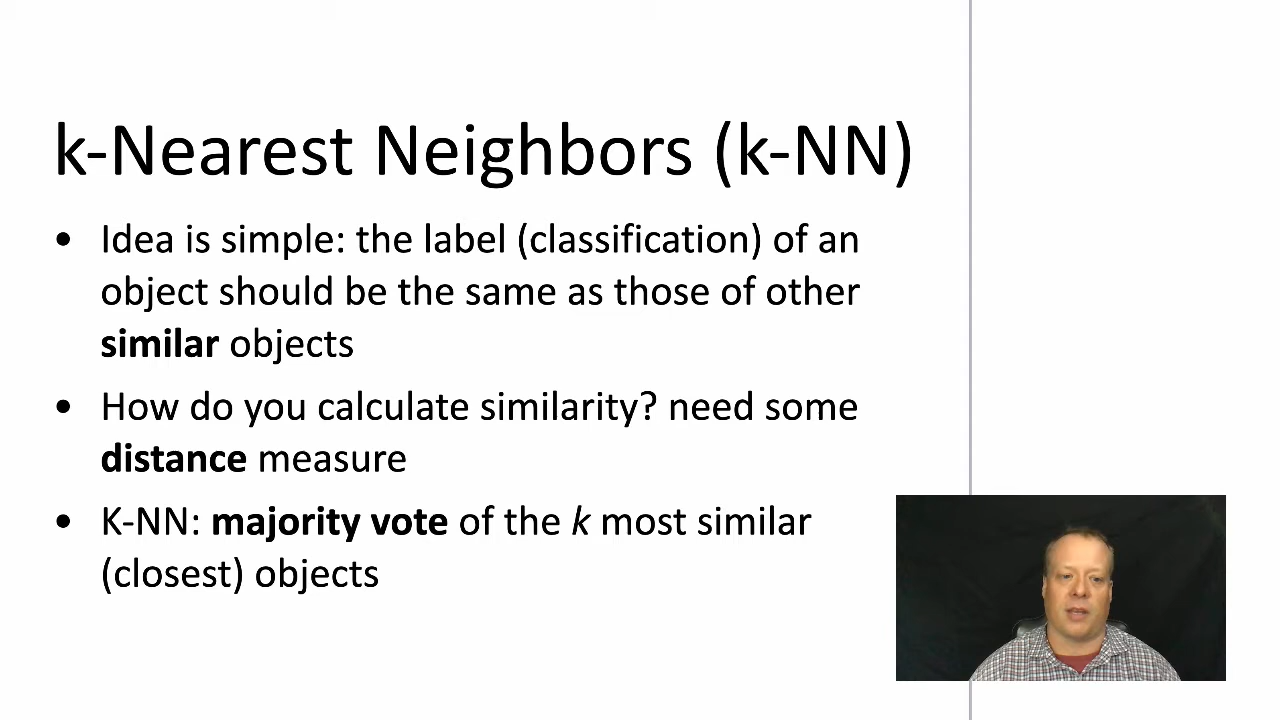 k-Nearest Neighbors (k-NN)
• Idea is simple: the label (classification) of an
object should be the same as those of other
similar objects
• How do you calculate similarity? need some
distance measure
• K-NN: majority vote of the k most similar
(closest) objects